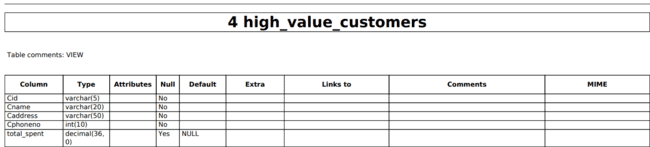 4 high_value_customers
Table comments: VIEW
Column Type Attributes Null Default Extra Links to Comments MIME
Cid varchar(5) No
Cname varchar(20) No
Caddress varchar(50) No
Cphoneno int(10) No
total_spent decimal(36, Yes NULL
0)